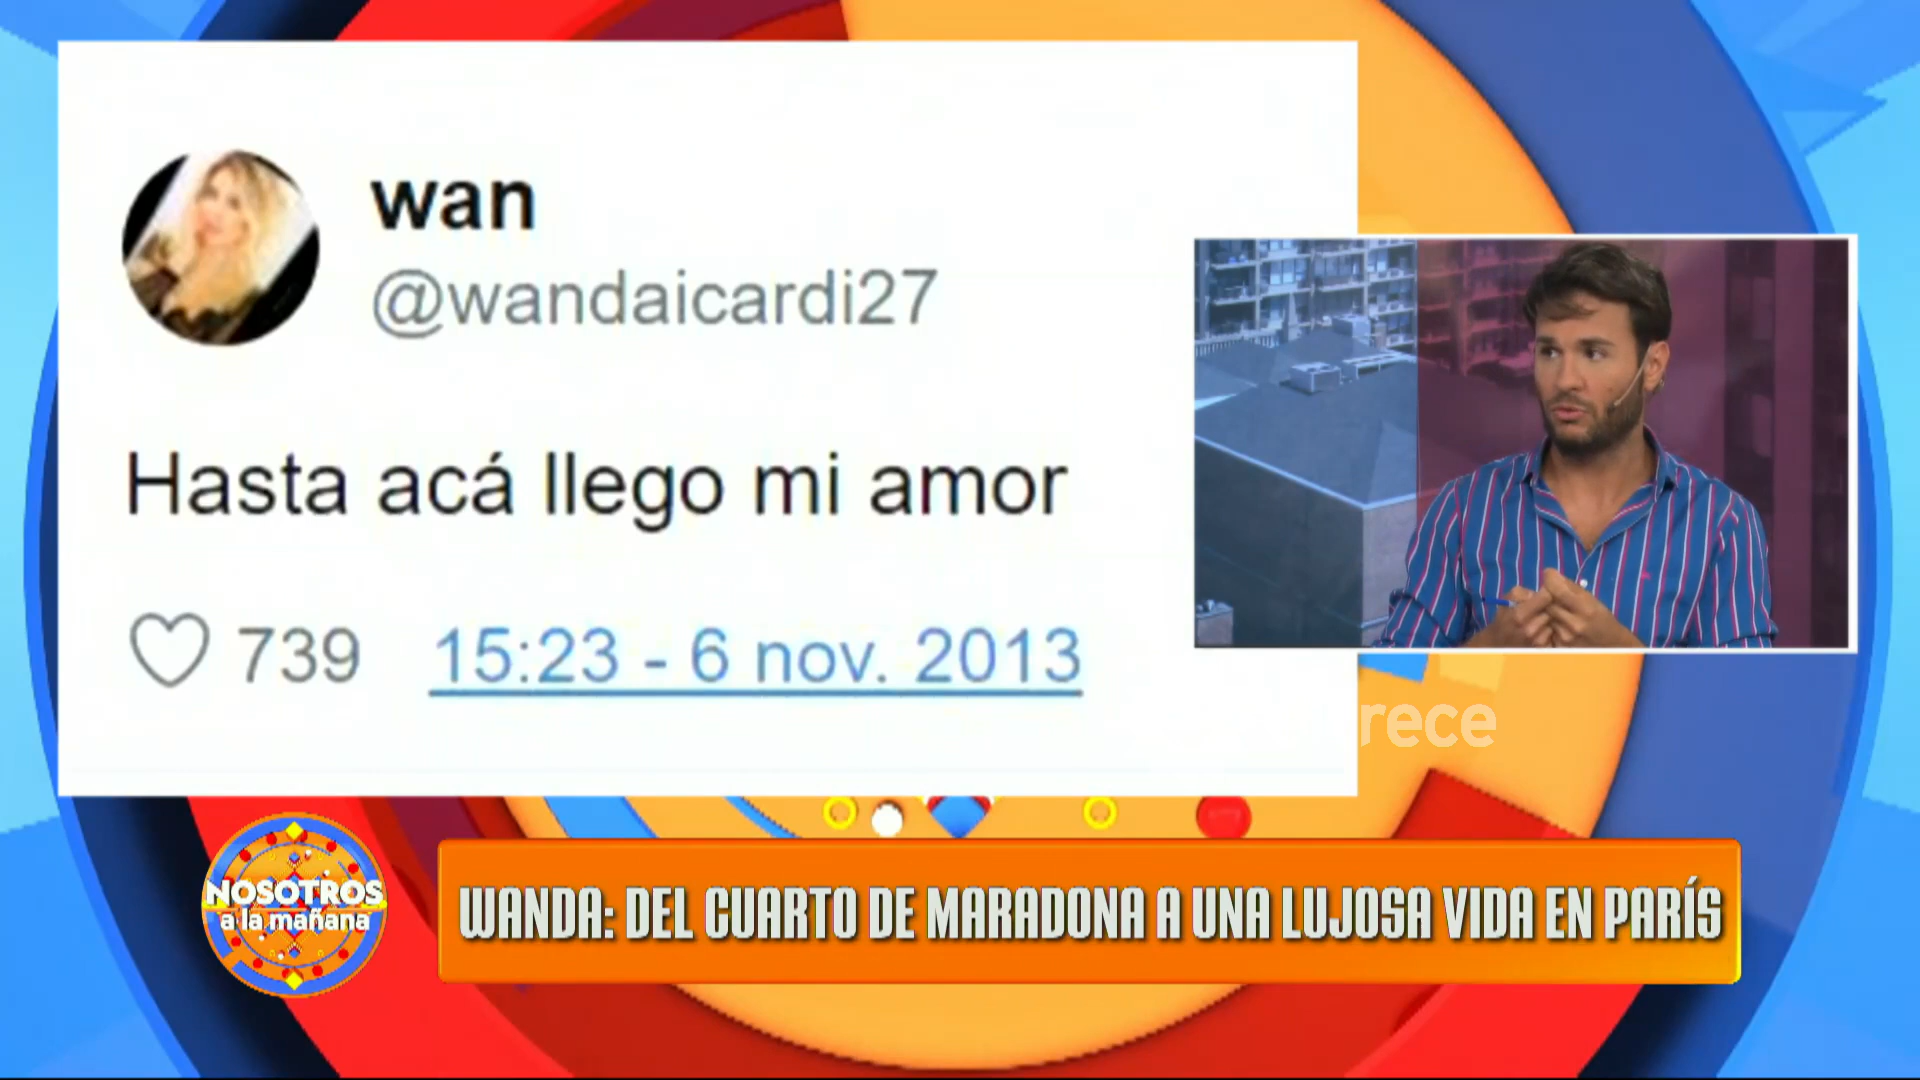 wan
@wandaicardi27
Hasta acá llego mi amor
739 15:23 - 6 nov. 2013
rece
NOSOTROS
a la mañana
WANDA: DEL CUARTO DE MARADONA A UNA LUJOSA VIDA EN PARÍS